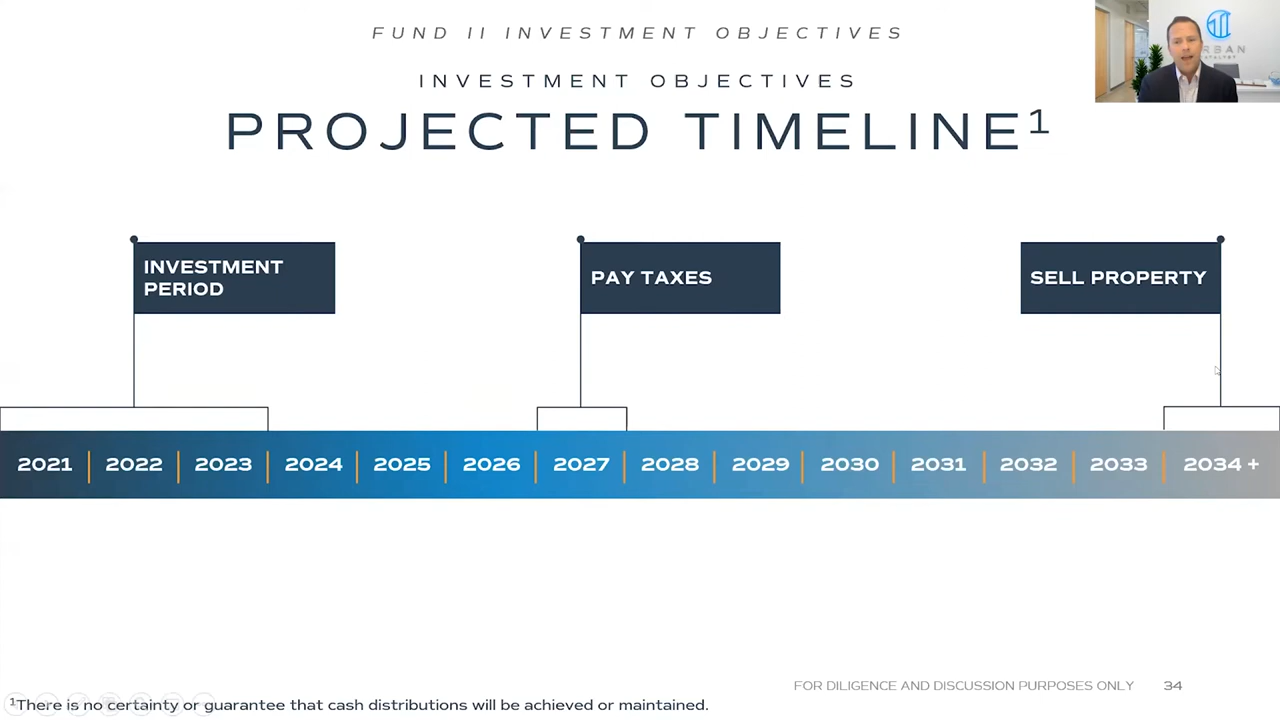 FUND II INVESTMENT OBJECTIVES
INVESTMENT OBJECTIVES
PROJECTED TIMELINE¹
INVESTMENT
PERIOD
PAY TAXES
SELL PROPERTY
2021 | 2022 | 2023 | 2024 | 2025 | 2026 | 2027 | 2028 | 2029 | 2030 | 2031 | 2032 | 2033 | 2034 +
FOR DILIGENCE AND DISCUSSION PURPOSES ONLY 34
¹There is no certainty or guarantee that cash distributions will be achieved or maintained.